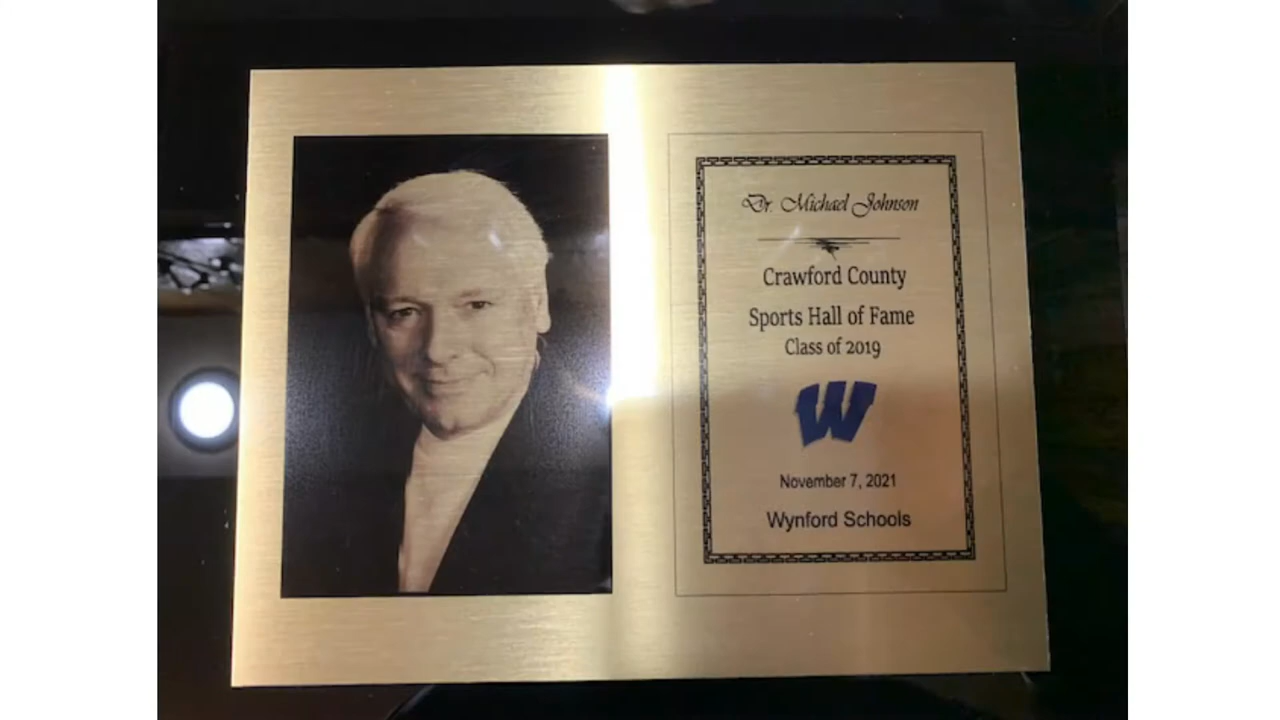 Dr. Michael Johnson
Crawford County
Sports Hall of Fame
Class of 2019
W
November 7, 2021
Wynford Schools